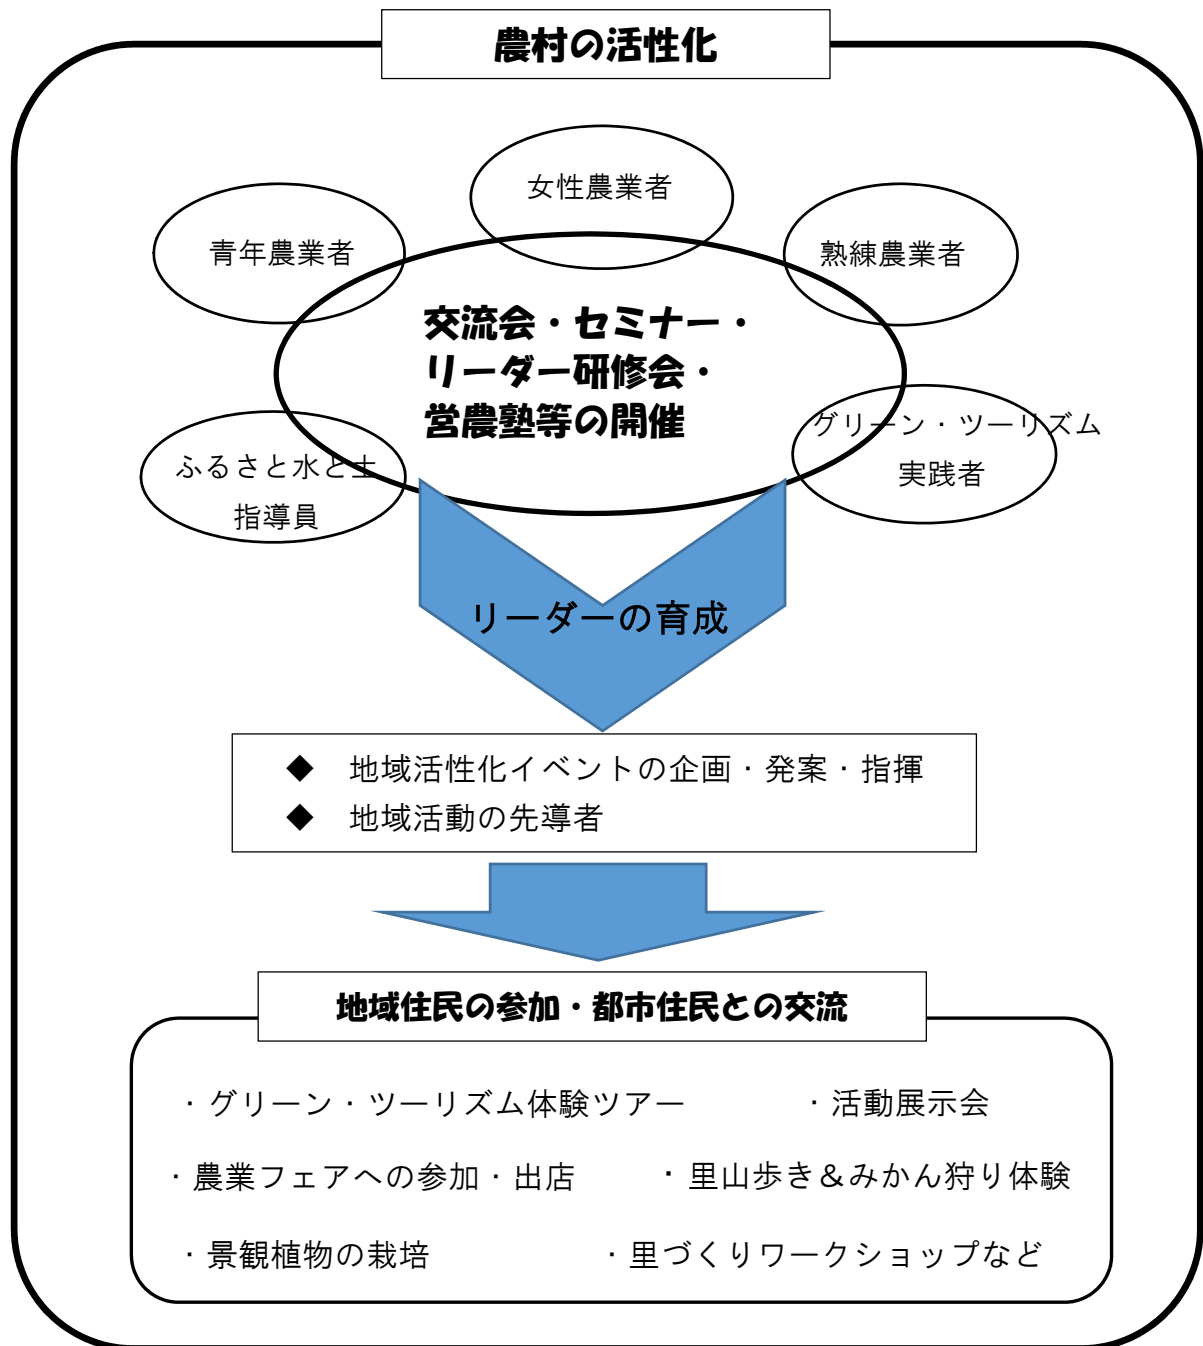 農村の活性化
女性農業者
青年農業者
熟練農業者
交流会・セミナー・
リーダー研修会・
営農塾等の開催
グリーン・ツーリズム
実践者
ふるさと水と土
指導員
リーダーの育成
◆ 地域活性化イベントの企画・発案・指揮
◆ 地域活動の先導者
地域住民の参加・都市住民との交流
・グリーン・ツーリズム体験ツアー ・活動展示会
・農業フェアへの参加・出店 ・里山歩き&みかん狩り体験
・景観植物の栽培 ・里づくりワークショップなど